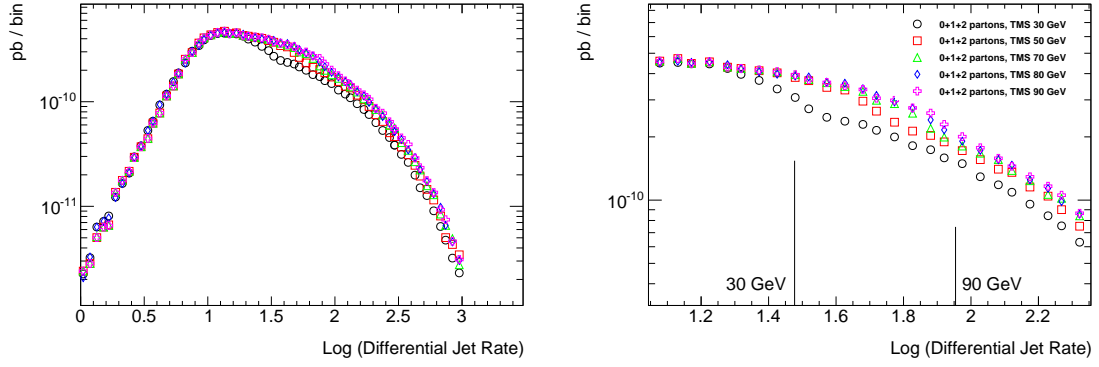 pb / bin
10⁻¹⁰
10⁻¹¹
0 0.5 1 1.5 2 2.5 3
Log (Differential Jet Rate)
pb / bin
0+1+2 partons, TMS 30 GeV
0+1+2 partons, TMS 50 GeV
0+1+2 partons, TMS 70 GeV
0+1+2 partons, TMS 80 GeV
0+1+2 partons, TMS 90 GeV
10⁻¹⁰
30 GeV
90 GeV
1.2 1.4 1.6 1.8 2 2.2
Log (Differential Jet Rate)